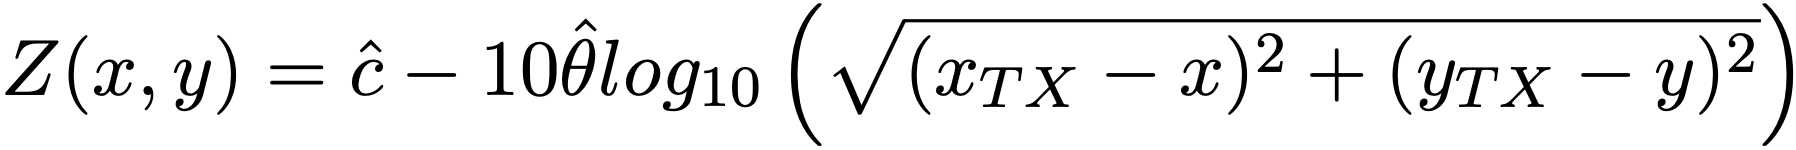 Z(x, y) = ĉ − 10θ̂log₁₀(√((x_{TX} − x)² + (y_{TX} − y)²))